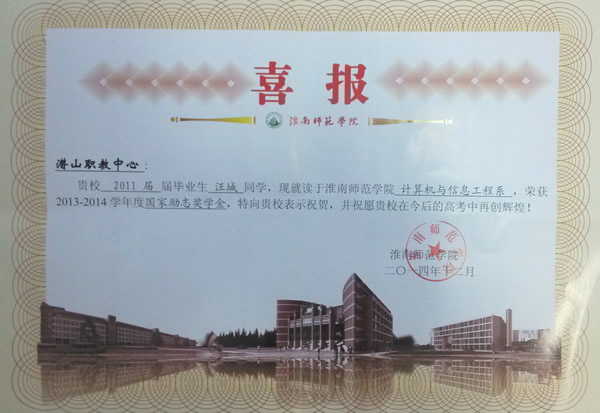 喜报
淮南师范学院
潜山职教中心：
贵校 2011 届 届毕业生 汪城 同学，现就读于淮南师范学院 计算机与信息工程系 ，荣获
2013-2014 学年度国家励志奖学金，特向贵校表示祝贺，并祝愿贵校在今后的高考中再创辉煌！
淮南师范学院
二〇一四年十二月